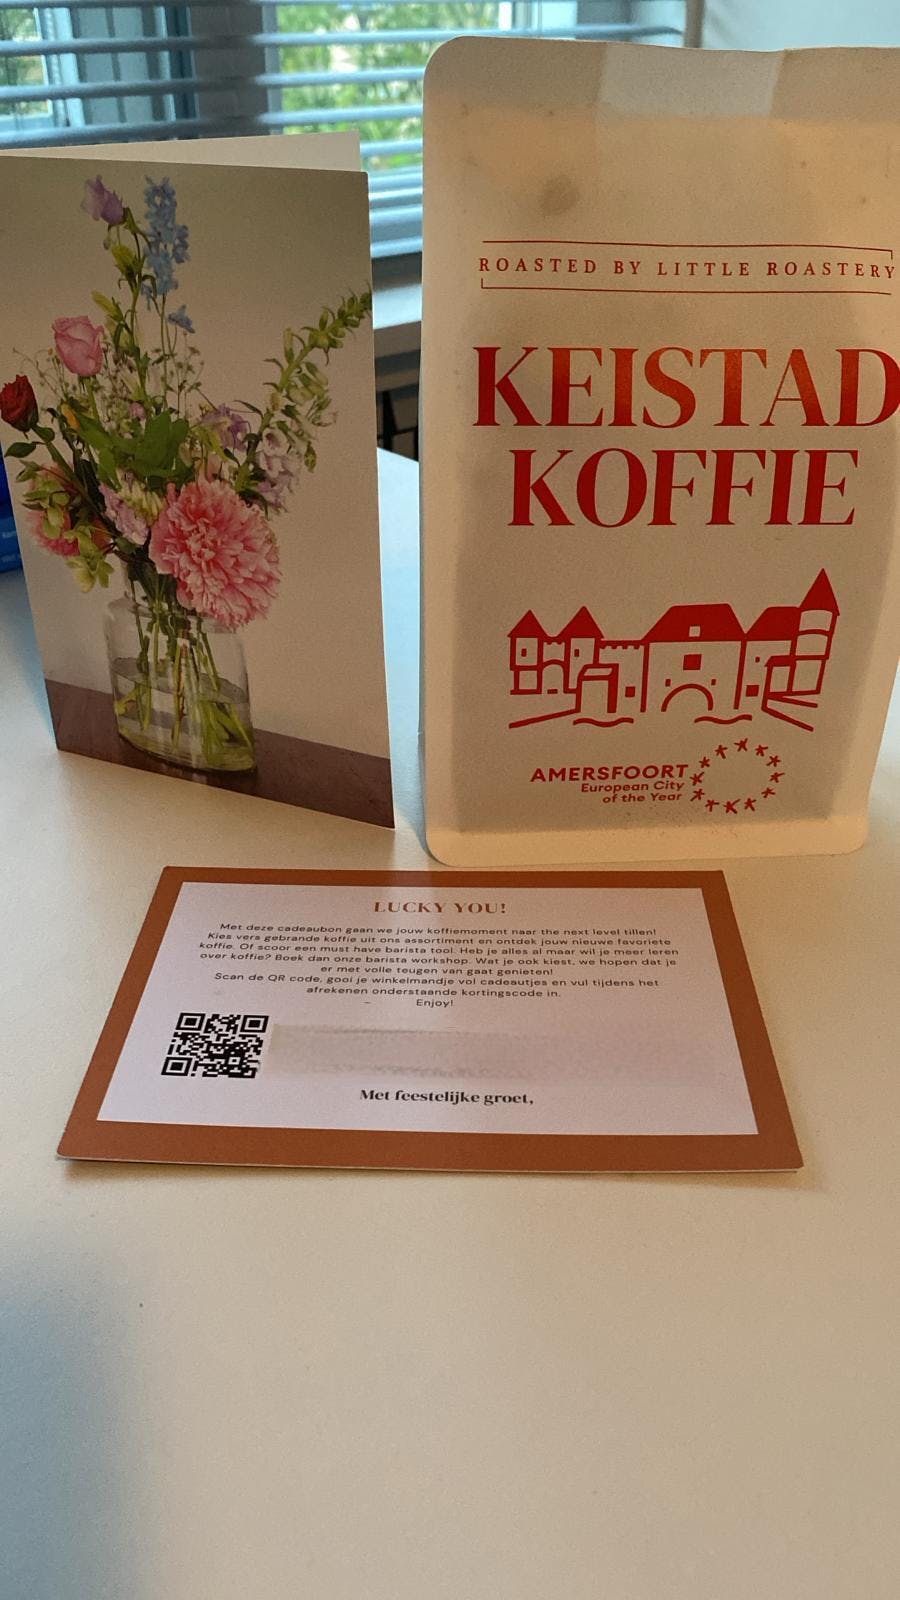 ROASTED BY LITTLE ROASTERY
KEISTAD
KOFFIE
AMERSFOORT
European City
of the Year
LUCKY YOU!
Met deze cadeaubon gaan we jouw koffiemoment naar the next level tillen!
Kies vers gebrande koffie uit ons assortiment en ontdek jouw nieuwe favoriete
koffie. Of scoor een must have barista tool. Heb je alles al maar wil je meer leren
over koffie? Boek dan onze barista workshop. Wat je ook kiest, we hopen dat je
er met volle teugen van gaat genieten!
Scan de QR code, gooi je winkelmandje vol cadeautjes en vul tijdens het
afrekenen onderstaande kortingscode in.
– Enjoy!
Met feestelijke groet,